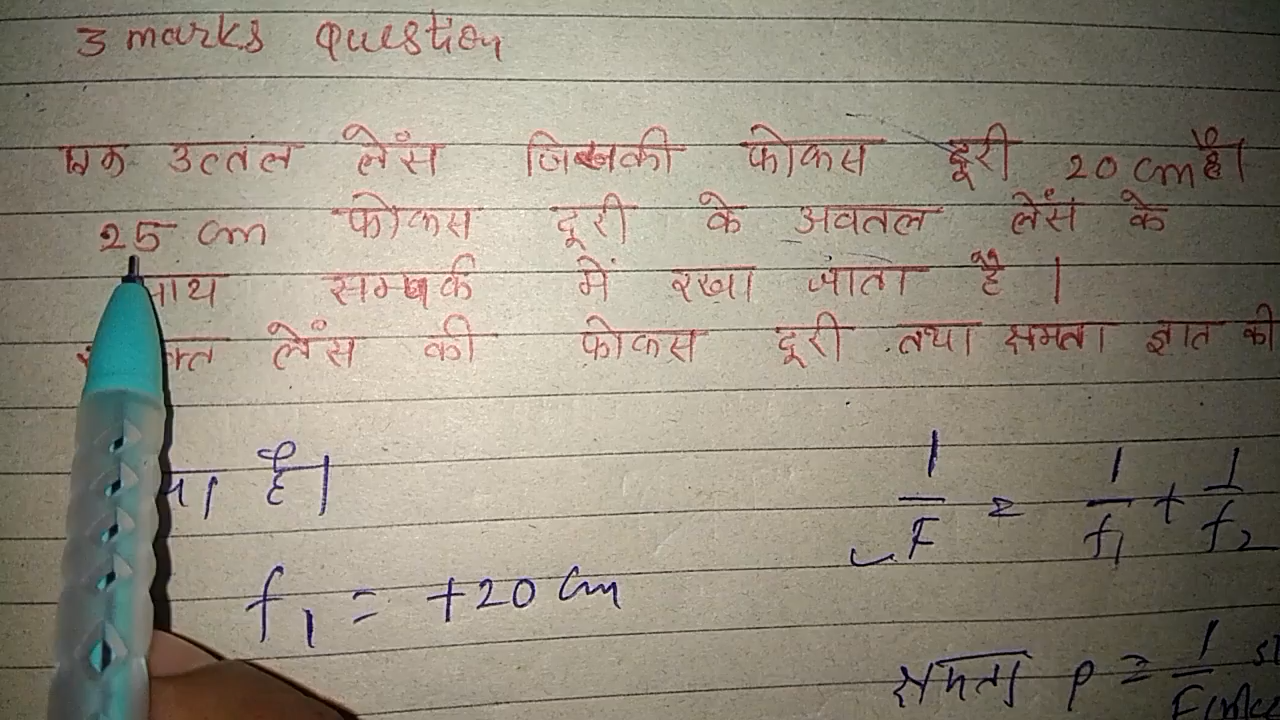 3 marks question
एक उत्तल लेंस जिसकी फोकस दूरी 20 cm है।
25 cm फोकस दूरी के अवतल लेंस के
साथ सम्पर्क में रखा जाता है।
लेंस की फोकस दूरी तथा क्षमता ज्ञात की
है।
1/F = 1/f₁ + 1/f₂
f₁ = +20 cm
क्षमता P = 1/F